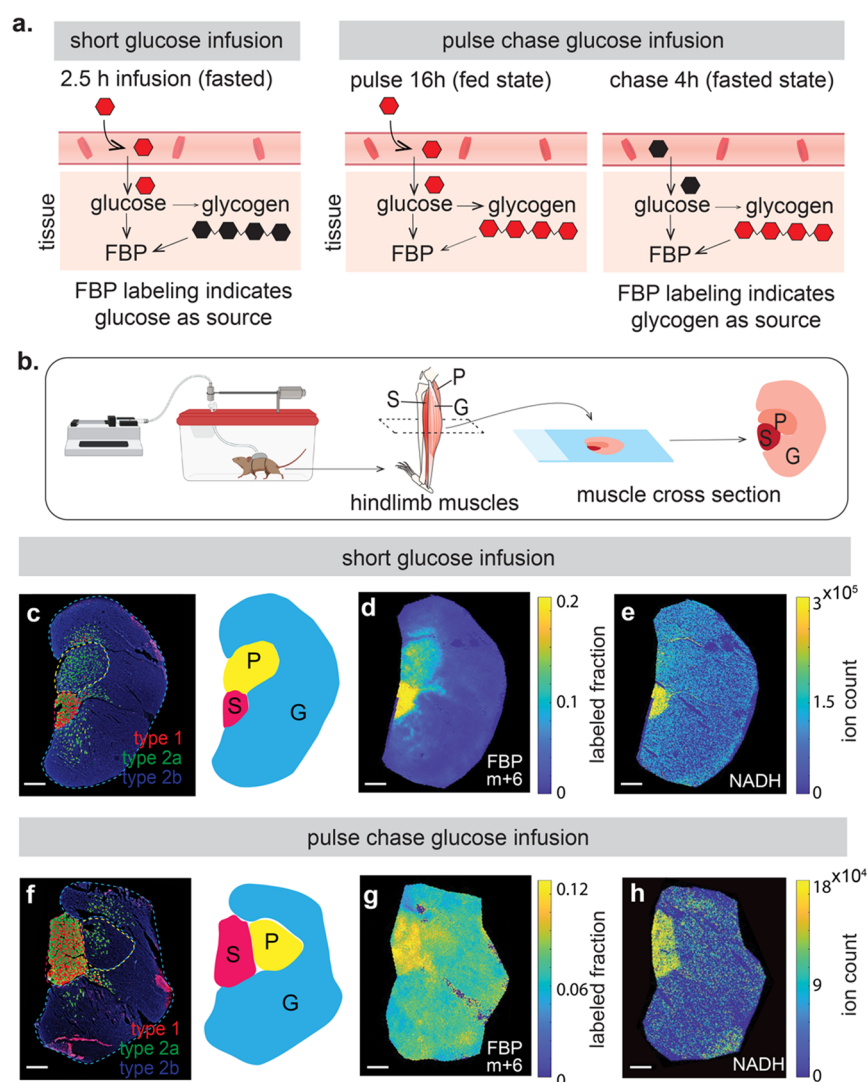 a.
short glucose infusion
pulse chase glucose infusion
2.5 h infusion (fasted)
pulse 16h (fed state)
chase 4h (fasted state)
tissue
glucose
glycogen
FBP
tissue
glucose
glycogen
FBP
glucose
glycogen
FBP
FBP labeling indicates
glucose as source
FBP labeling indicates
glycogen as source
b.
S
P
G
hindlimb muscles
muscle cross section
P
S
G
short glucose infusion
c
type 1
type 2a
type 2b
P
S
G
d
FBP
m+6
0.2
0.1
0
labeled fraction
e
NADH
3
x10⁵
1.5
0
ion count
pulse chase glucose infusion
f
type 1
type 2a
type 2b
S
P
G
g
FBP
m+6
0.12
0.06
0
labeled fraction
h
NADH
18
x10⁴
9
0
ion count